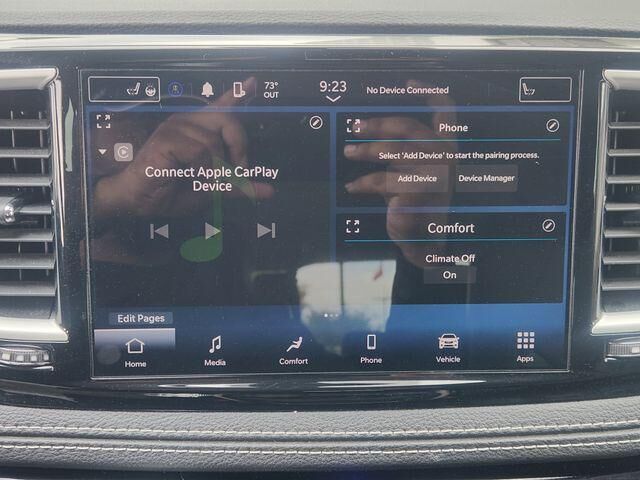 73°
OUT
9:23
No Device Connected
Connect Apple CarPlay
Device
Phone
Select 'Add Device' to start the pairing process.
Add Device
Device Manager
Comfort
Climate Off
On
Edit Pages
Home
Media
Comfort
Phone
Vehicle
Apps